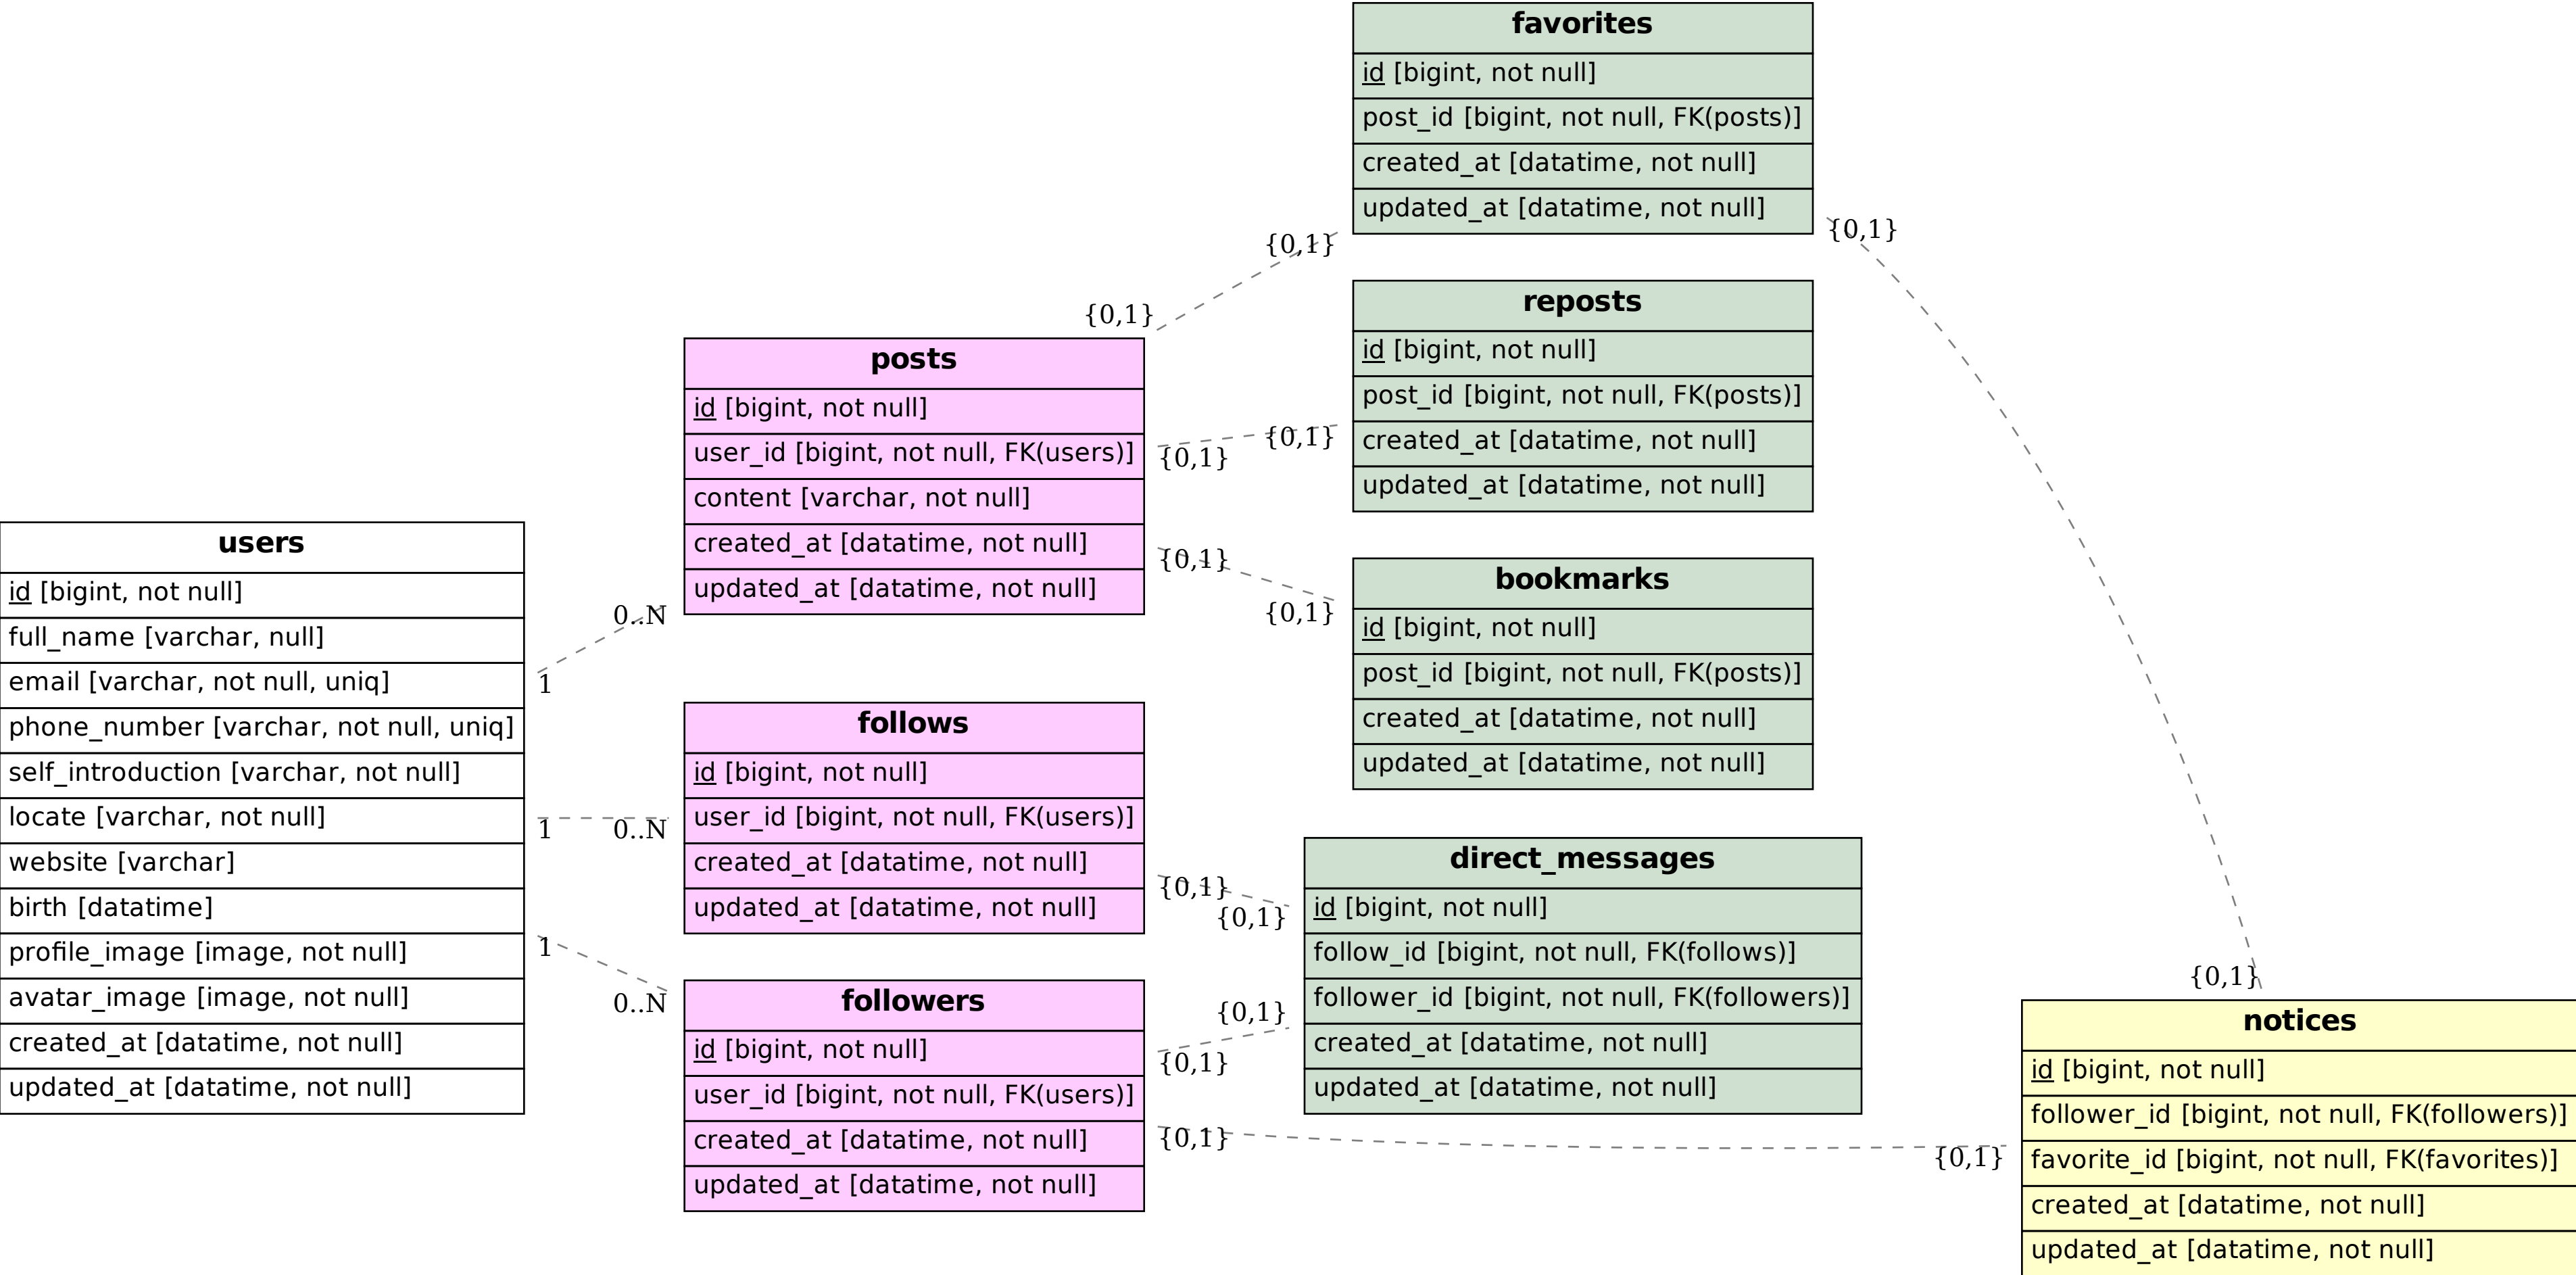 favorites
id [bigint, not null]
post_id [bigint, not null, FK(posts)]
created_at [datatime, not null]
updated_at [datatime, not null]
{0,1}
{0,1}
{0,1}
reposts
id [bigint, not null]
post_id [bigint, not null, FK(posts)]
created_at [datatime, not null]
updated_at [datatime, not null]
{0,1}
{0,1}
posts
id [bigint, not null]
user_id [bigint, not null, FK(users)]
content [varchar, not null]
created_at [datatime, not null]
updated_at [datatime, not null]
{0,1}
{0,1}
bookmarks
id [bigint, not null]
post_id [bigint, not null, FK(posts)]
created_at [datatime, not null]
updated_at [datatime, not null]
users
id [bigint, not null]
full_name [varchar, null]
email [varchar, not null, uniq]
phone_number [varchar, not null, uniq]
self_introduction [varchar, not null]
locate [varchar, not null]
website [varchar]
birth [datatime]
profile_image [image, not null]
avatar_image [image, not null]
created_at [datatime, not null]
updated_at [datatime, not null]
0..N
1
1
0..N
1
0..N
follows
id [bigint, not null]
user_id [bigint, not null, FK(users)]
created_at [datatime, not null]
updated_at [datatime, not null]
{0,1}
{0,1}
direct_messages
id [bigint, not null]
follow_id [bigint, not null, FK(follows)]
follower_id [bigint, not null, FK(followers)]
created_at [datatime, not null]
updated_at [datatime, not null]
followers
id [bigint, not null]
user_id [bigint, not null, FK(users)]
created_at [datatime, not null]
updated_at [datatime, not null]
{0,1}
{0,1}
{0,1}
{0,1}
{0,1}
notices
id [bigint, not null]
follower_id [bigint, not null, FK(followers)]
favorite_id [bigint, not null, FK(favorites)]
created_at [datatime, not null]
updated_at [datatime, not null]